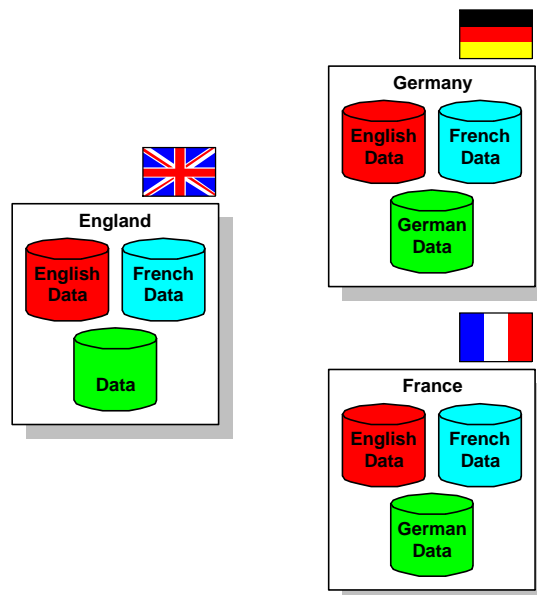 England
English
Data
French
Data
Data
Germany
English
Data
French
Data
German
Data
France
English
Data
French
Data
German
Data